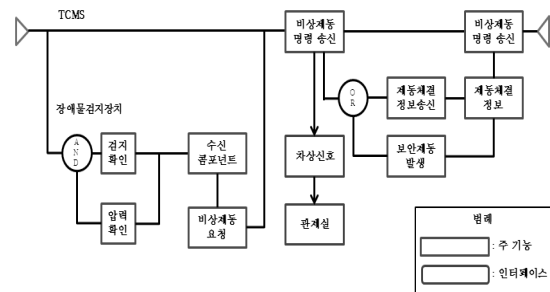 TCMS
비상제동
명령 송신
비상제동
명령 송신
장애물검지장치
AND
검지
확인
수신
콤포넌트
OR
제동체결
정보송신
제동체결
정보
차상신호
보안제동
발생
압력
확인
비상제동
요청
관제실
범례
: 주 기능
: 인터페이스